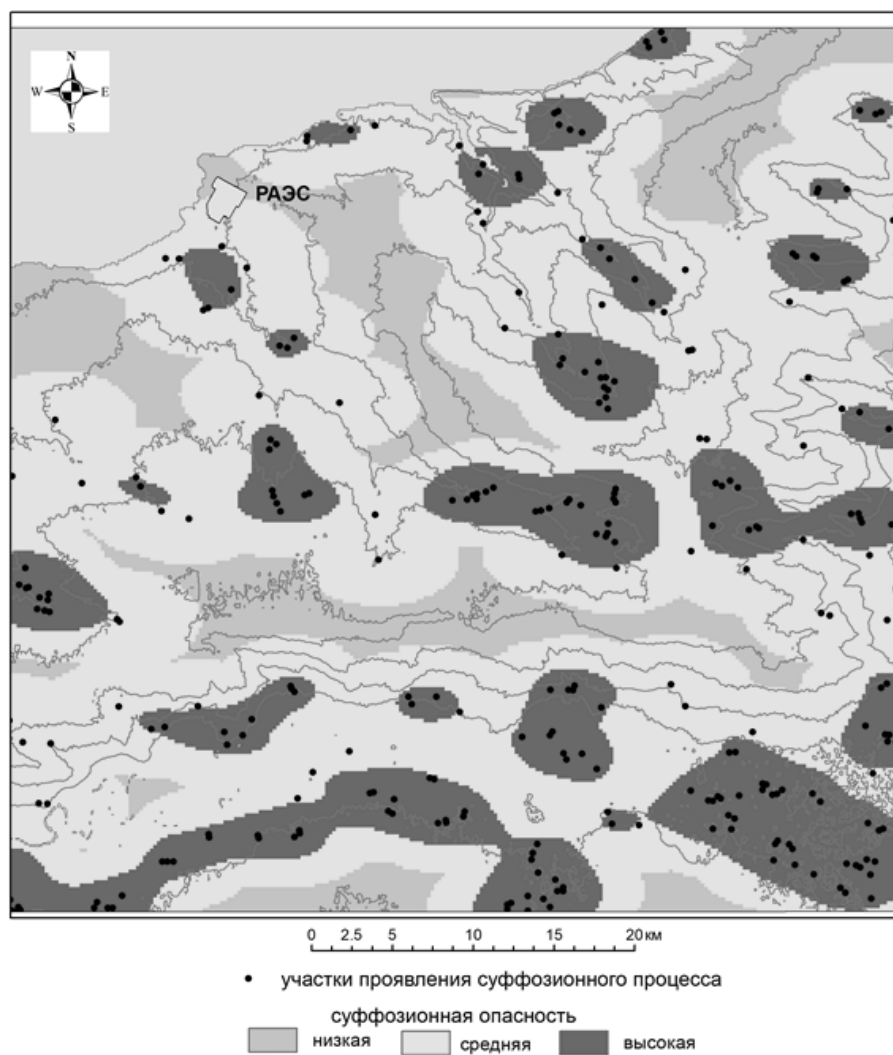 N
W E
S
РАЭС
0 2.5 5 10 15 20 км
участки проявления суффозионного процесса
суффозионная опасность
низкая средняя высокая